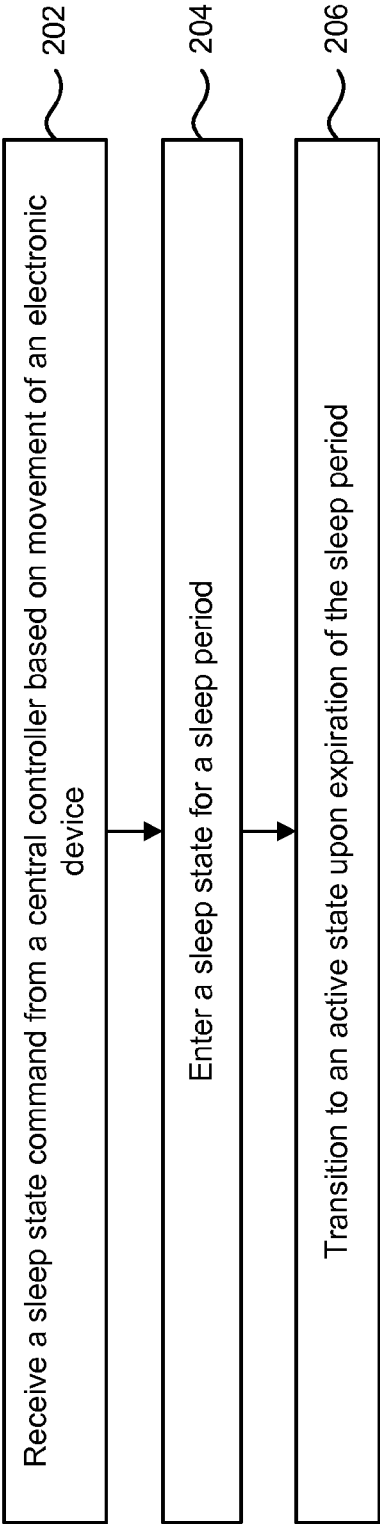 Receive a sleep state command from a central controller based on movement of an electronic
device
202
Enter a sleep state for a sleep period
204
Transition to an active state upon expiration of the sleep period
206